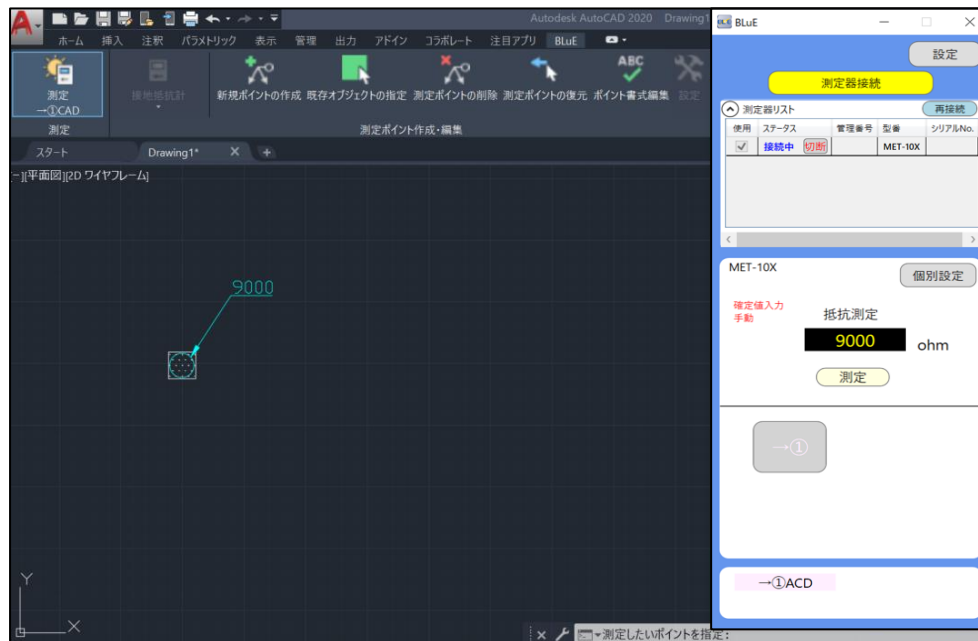 Autodesk AutoCAD 2020 Drawing1
ホーム 挿入 注釈 パラメトリック 表示 管理 出力 アドイン コラボレート 注目アプリ BLuE
測定
→①CAD
接地抵抗計
新規ポイントの作成 既存オブジェクトの指定 測定ポイントの削除 測定ポイントの復元 ABC ポイント書式編集 設定
測定 測定ポイント作成・編集
スタート Drawing1* X +
-][平面図][2D ワイヤフレーム]
9000
Y
X
測定したいポイントを指定:
BLuE
設定
測定器接続
測定器リスト 再接続
使用 ステータス 管理番号 型番 シリアルNo.
接続中 切断 MET-10X
MET-10X 個別設定
確定値入力
手動
抵抗測定
9000 ohm
測定
→①
→①ACD